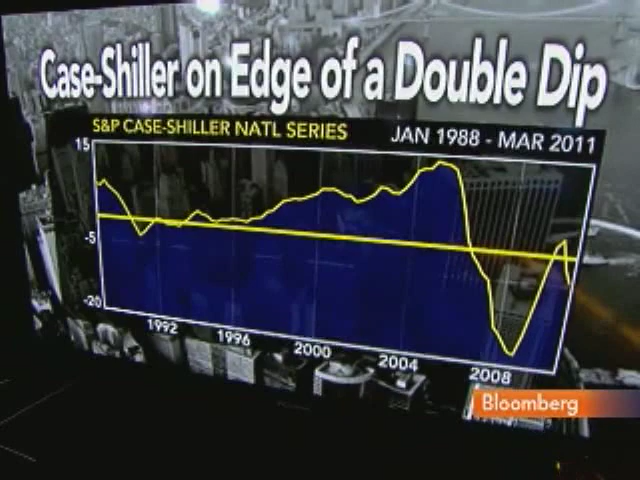 Case-Shiller on Edge of a Double Dip
S&P CASE-SHILLER NATL SERIES
JAN 1988 - MAR 2011
15
-5
-20
1992
1996
2000
2004
2008
Bloomberg